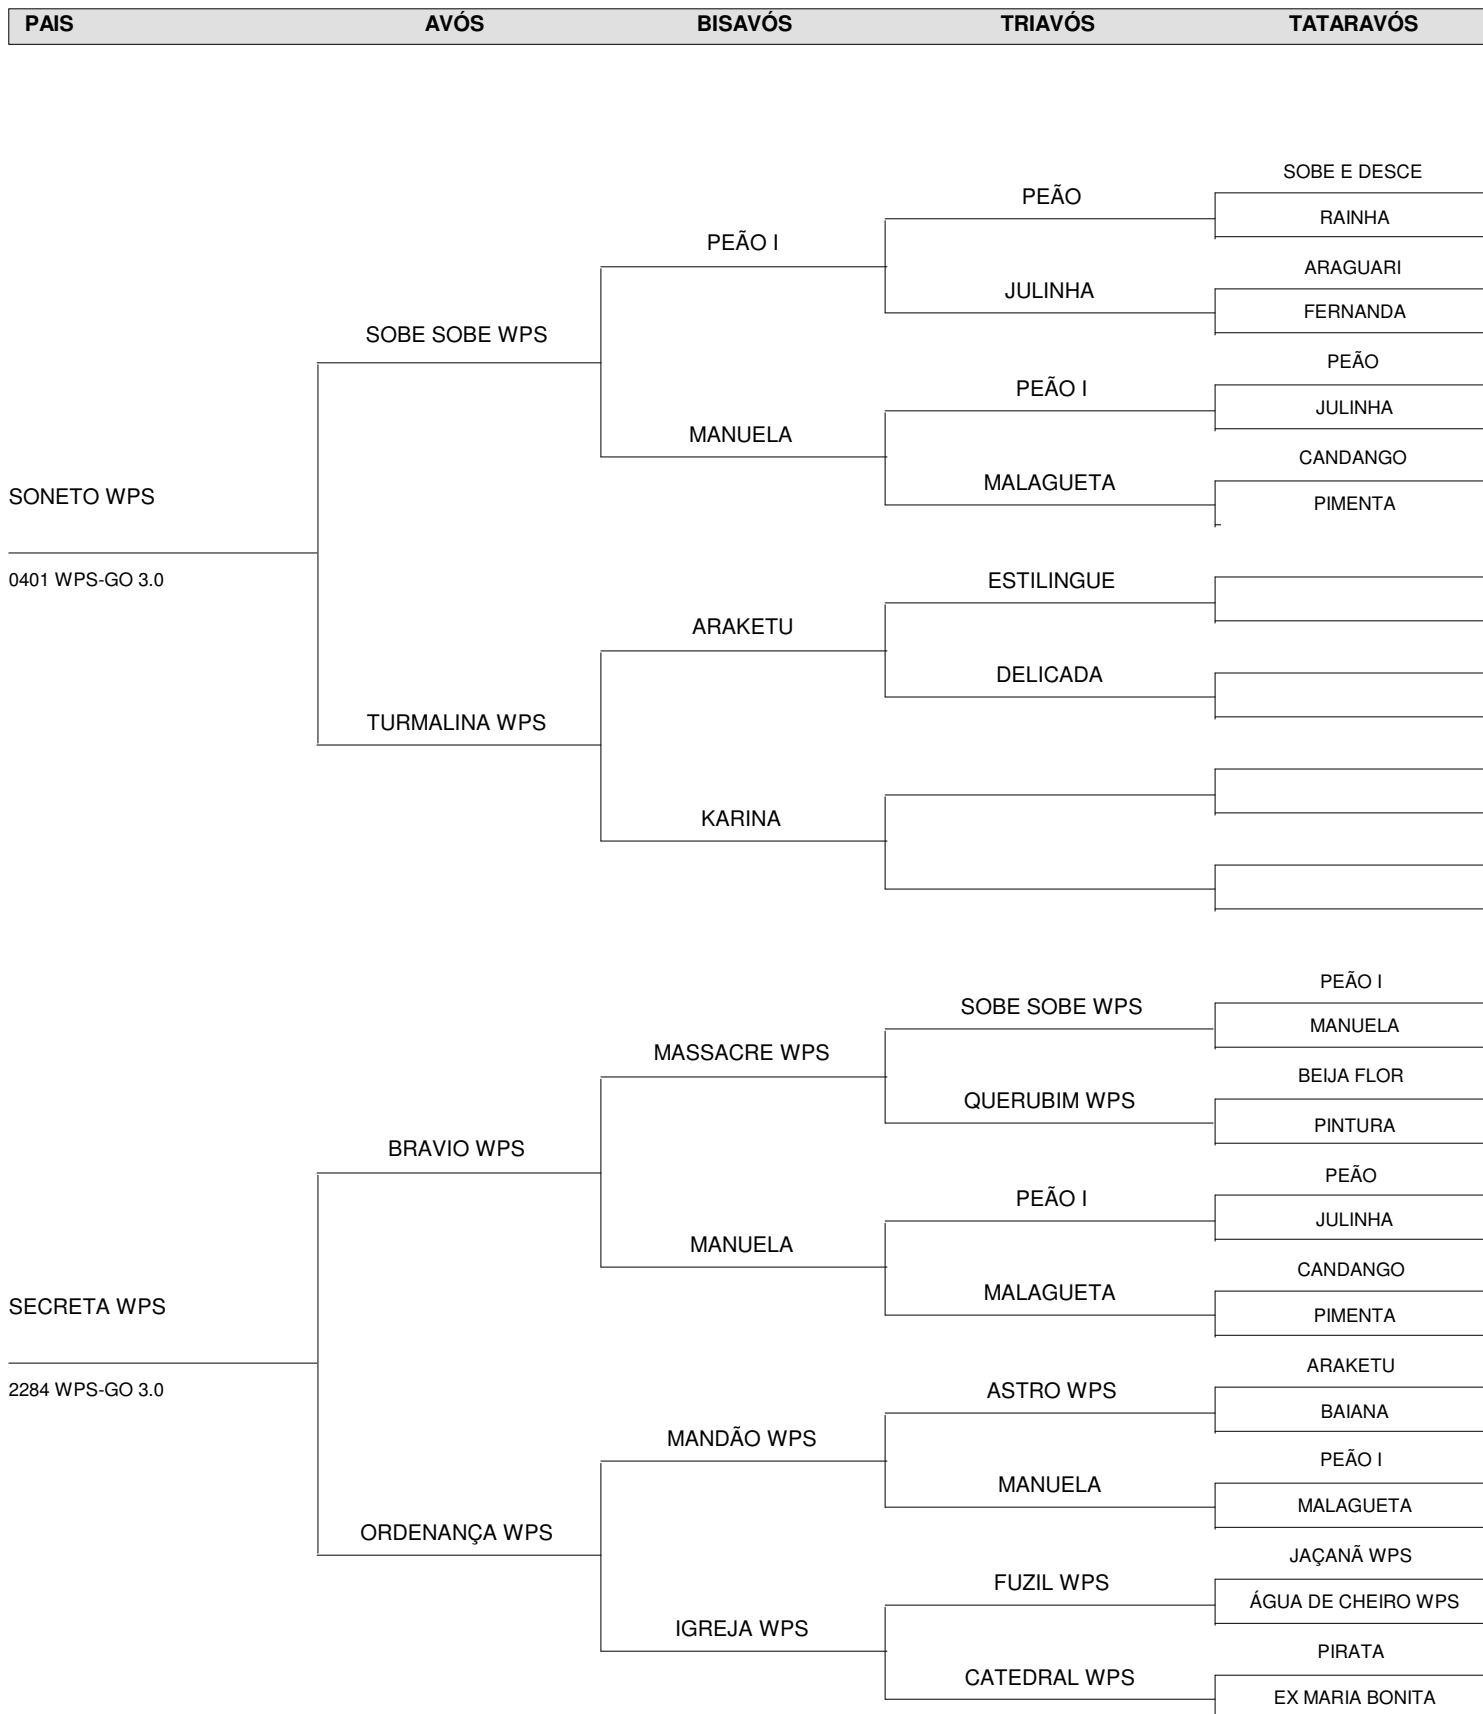 PAIS AVÓS BISAVÓS TRIAVÓS TATARAVÓS
SOBE E DESCE
PEÃO
RAINHA
PEÃO I
ARAGUARI
JULINHA
FERNANDA
SOBE SOBE WPS
PEÃO
PEÃO I
JULINHA
MANUELA
CANDANGO
MALAGUETA
SONETO WPS
PIMENTA
0401 WPS-GO 3.0
ESTILINGUE
ARAKETU
DELICADA
TURMALINA WPS
KARINA
PEÃO I
SOBE SOBE WPS
MANUELA
MASSACRE WPS
BEIJA FLOR
QUERUBIM WPS
PINTURA
BRAVIO WPS
PEÃO
PEÃO I
JULINHA
MANUELA
CANDANGO
MALAGUETA
SECRETA WPS
PIMENTA
ARAKETU
2284 WPS-GO 3.0
ASTRO WPS
BAIANA
MANDÃO WPS
PEÃO I
MANUELA
MALAGUETA
ORDENANÇA WPS
JAÇANÃ WPS
FUZIL WPS
ÁGUA DE CHEIRO WPS
IGREJA WPS
PIRATA
CATEDRAL WPS
EX MARIA BONITA